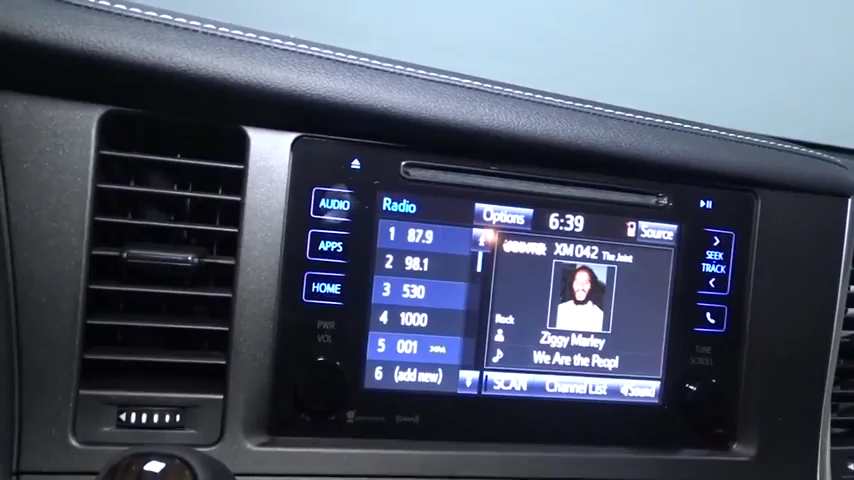 AUDIO
APPS
HOME
PWR
VOL
Radio
1 87.9
2 98.1
3 530
4 1000
5 001 XM
6 (add new)
Options
6:39
Source
XM 042 The Joint
Rock
Ziggy Marley
We Are the Peopl
SCAN
Channel List
Sound
SEEK
TRACK
TUNE
SCROLL